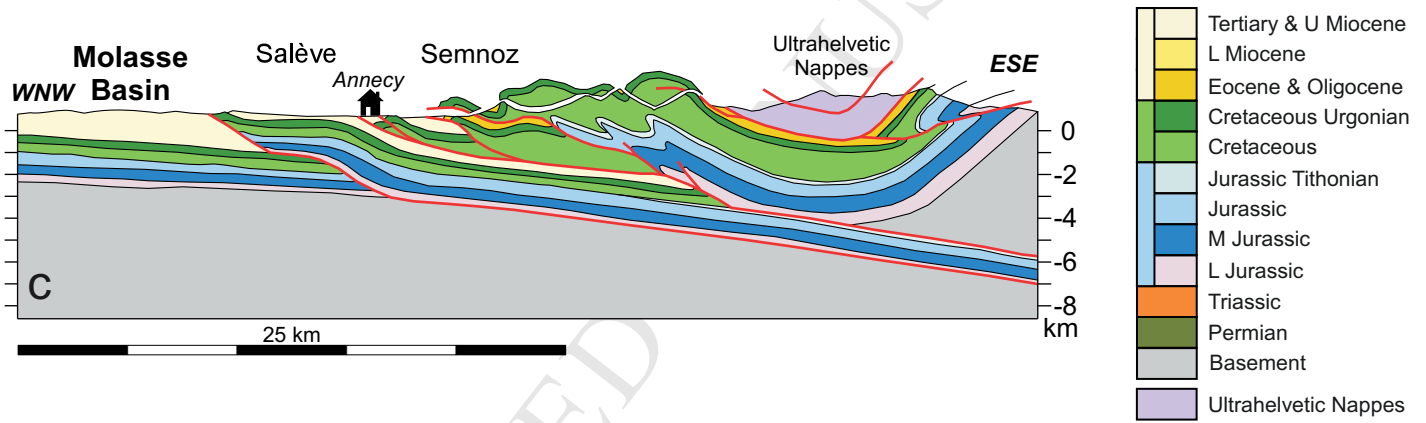 Molasse
Basin
WNW
Salève
Annecy
Semnoz
Ultrahelvetic
Nappes
ESE
0
-2
-4
-6
-8
km
C
25 km
Tertiary & U Miocene
L Miocene
Eocene & Oligocene
Cretaceous Urgonian
Cretaceous
Jurassic Tithonian
Jurassic
M Jurassic
L Jurassic
Triassic
Permian
Basement
Ultrahelvetic Nappes